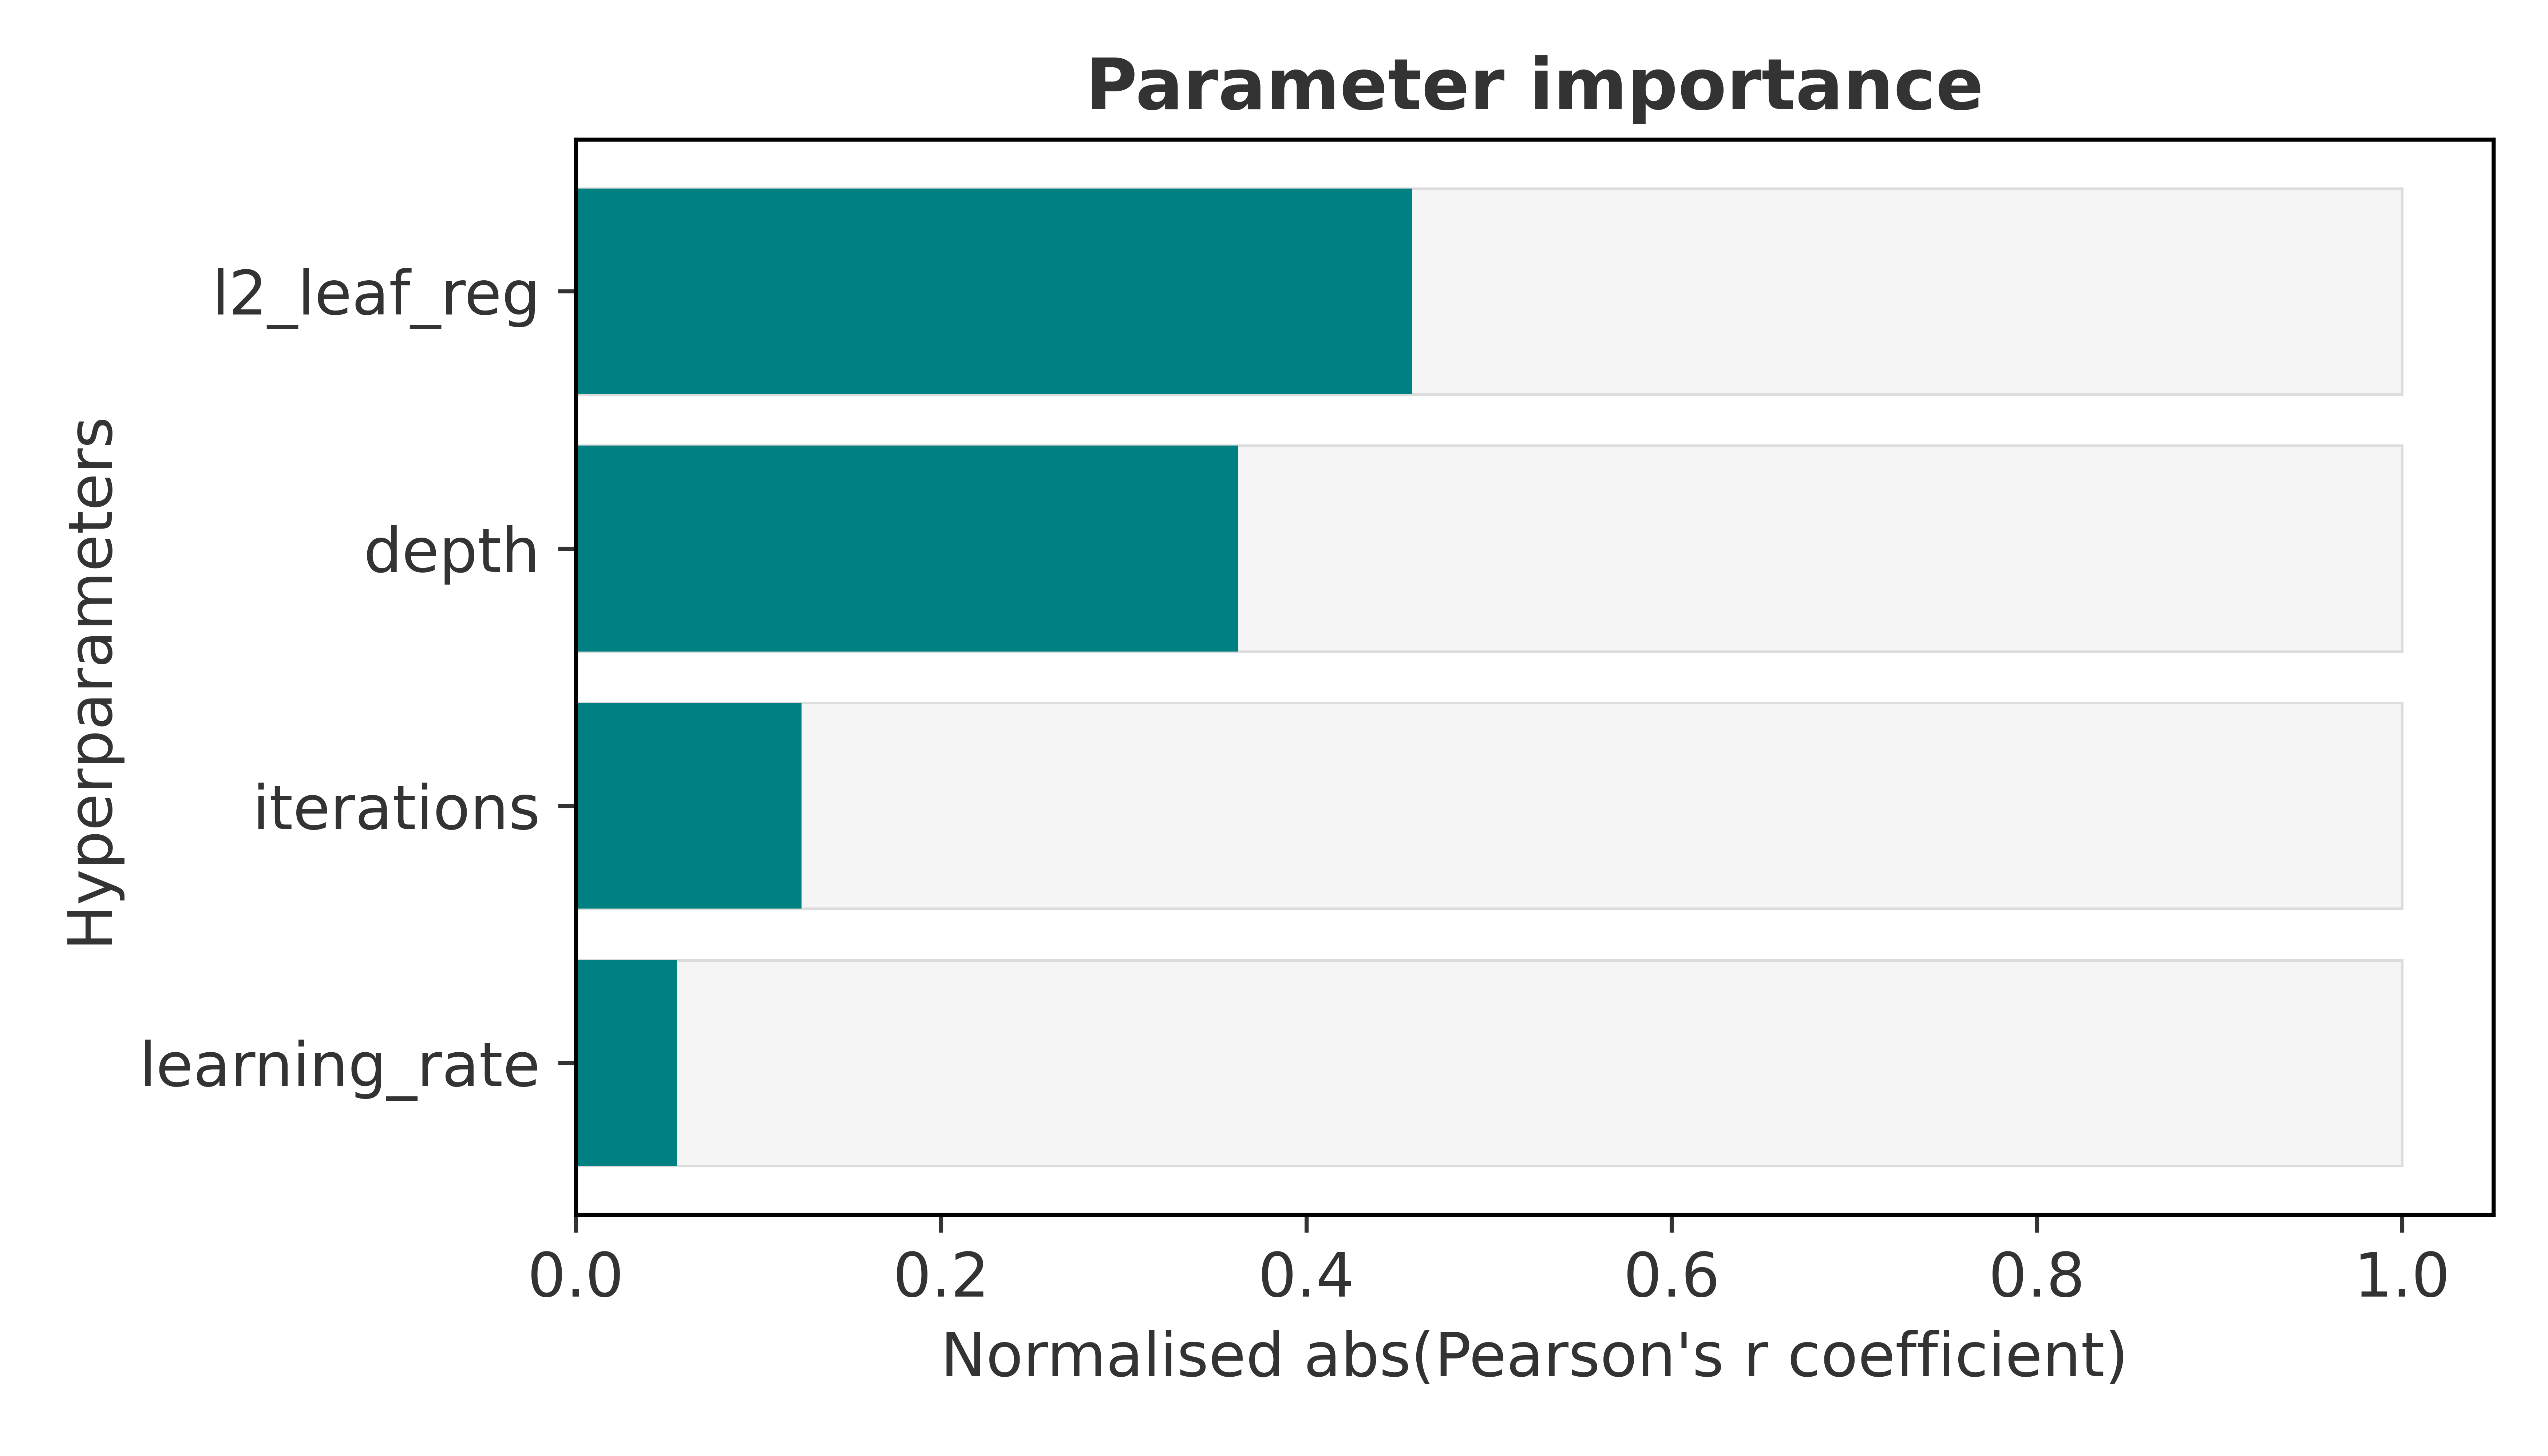 Parameter importance
Hyperparameters
l2_leaf_reg
depth
iterations
learning_rate
0.0 0.2 0.4 0.6 0.8 1.0
Normalised abs(Pearson's r coefficient)